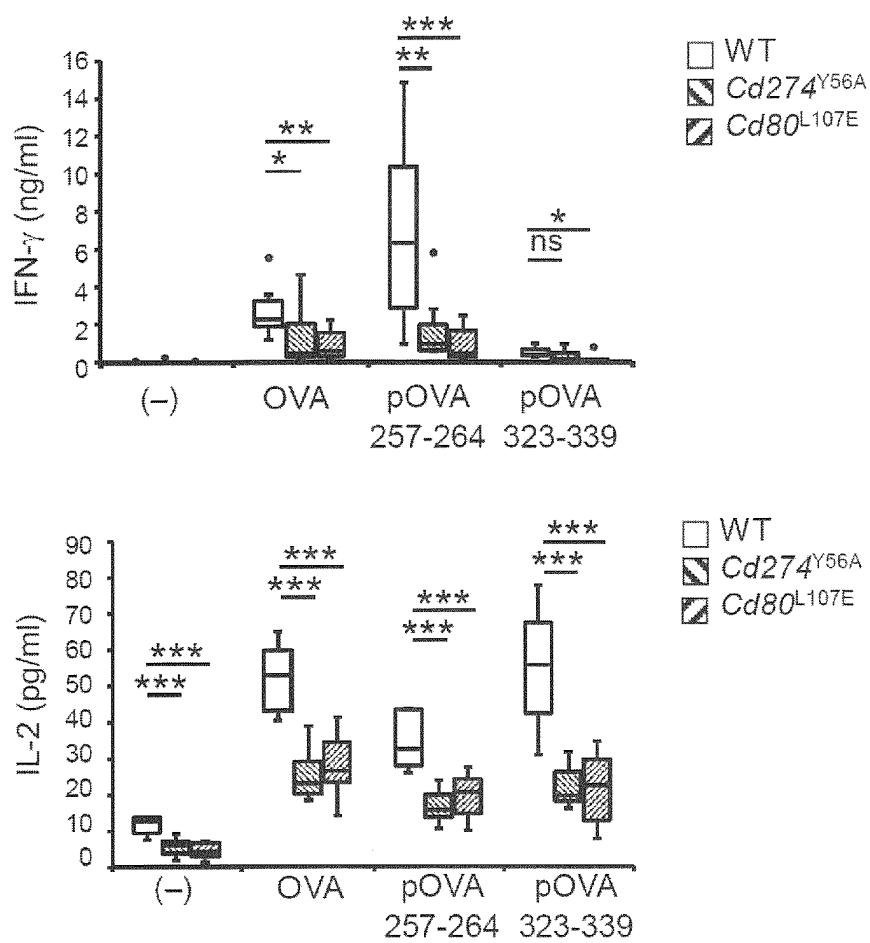 ***
**
16
14
12
10
8
6
4
2
0
IFN-γ (ng/ml)
**
*
*
ns
WT
Cd274Y56A
Cd80L107E
(–)
OVA
pOVA
257-264
pOVA
323-339
90
80
70
60
50
40
30
20
10
0
IL-2 (pg/ml)
***
***
***
***
***
***
***
***
WT
Cd274Y56A
Cd80L107E
(–)
OVA
pOVA
257-264
pOVA
323-339